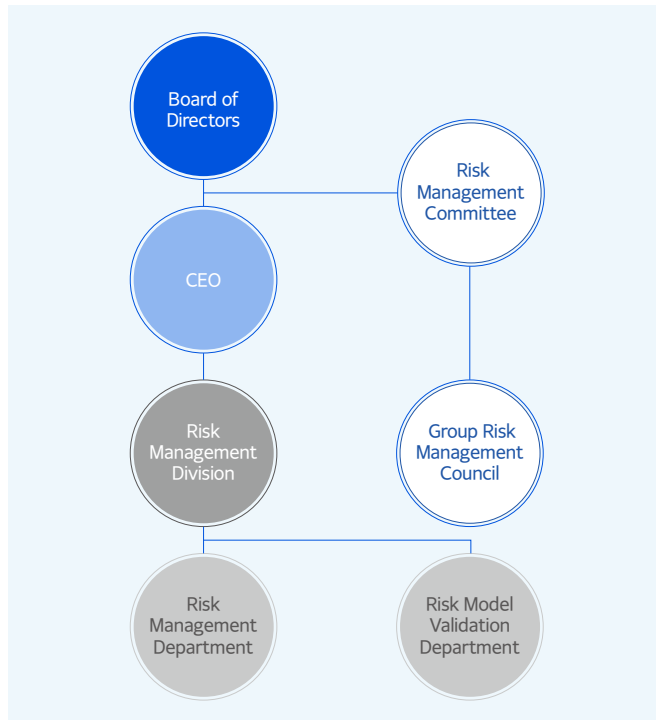 Board of
Directors
Risk
Management
Committee
CEO
Risk
Management
Division
Group Risk
Management
Council
Risk
Management
Department
Risk Model
Validation
Department